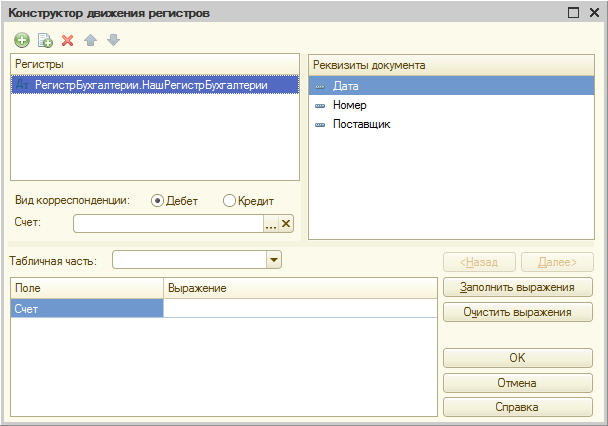 Конструктор движения регистров
Регистры
Дт РегистрБухгалтерии.НашРегистрБухгалтерии
Реквизиты документа
Дата
Номер
Поставщик
Вид корреспонденции: Дебет Кредит
Счет: ...
Табличная часть:
<Назад Далее>
Поле Выражение
Счет
Заполнить выражения
Очистить выражения
OK
Отмена
Справка